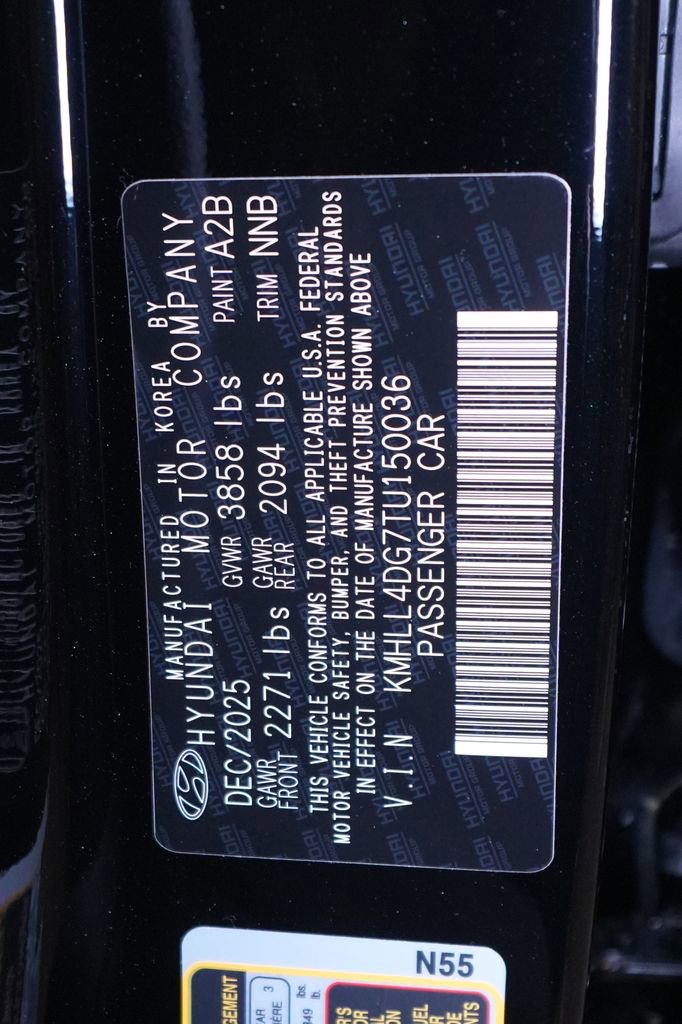 MANUFACTURED IN KOREA BY
HYUNDAI MOTOR COMPANY
DEC/2025 GVWR 3858 lbs PAINT A2B
GAWR FRONT 2271 lbs GAWR REAR 2094 lbs TRIM NNB
THIS VEHICLE CONFORMS TO ALL APPLICABLE U.S.A. FEDERAL
MOTOR VEHICLE SAFETY, BUMPER, AND THEFT PREVENTION STANDARDS
IN EFFECT ON THE DATE OF MANUFACTURE SHOWN ABOVE
V.I.N KMHLL4DG7TU150036
PASSENGER CAR
N55